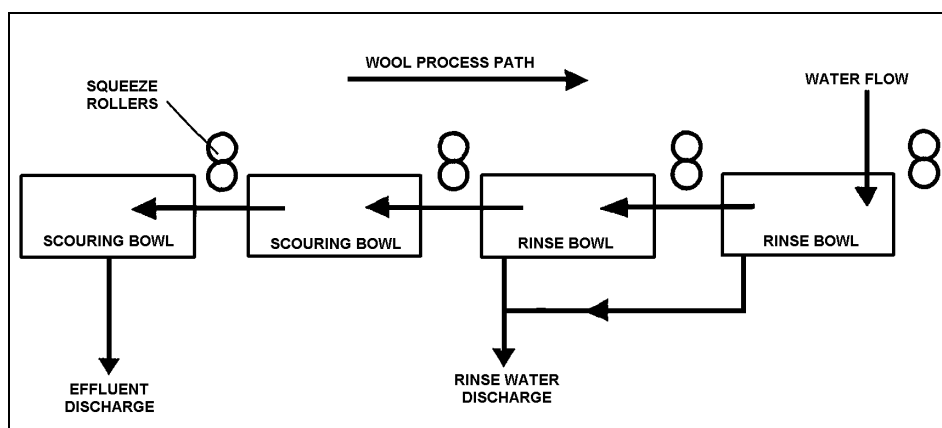 WOOL PROCESS PATH
SQUEEZE
ROLLERS
WATER FLOW
SCOURING BOWL
SCOURING BOWL
RINSE BOWL
RINSE BOWL
EFFLUENT
DISCHARGE
RINSE WATER
DISCHARGE